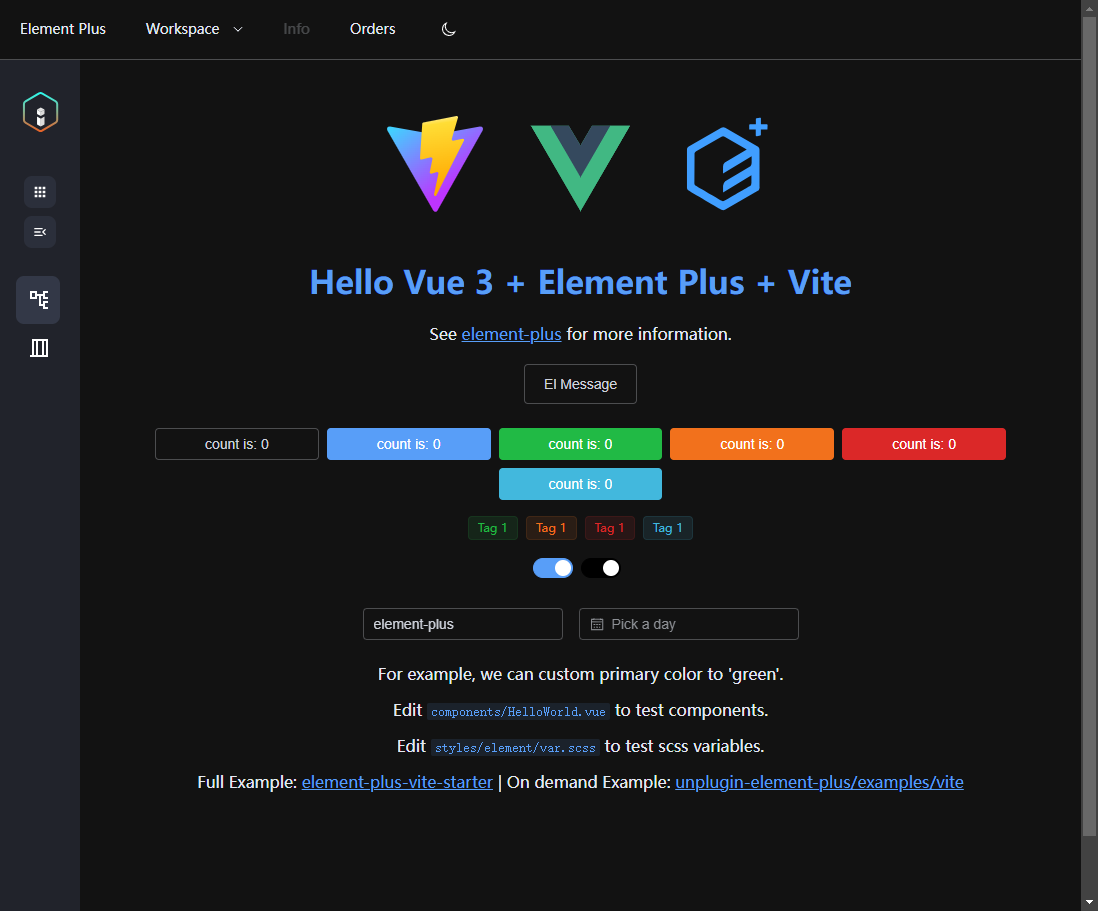 Element Plus Workspace Info Orders
Hello Vue 3 + Element Plus + Vite
See element-plus for more information.
El Message
count is: 0 count is: 0 count is: 0 count is: 0 count is: 0
count is: 0
Tag 1 Tag 1 Tag 1 Tag 1
element-plus Pick a day
For example, we can custom primary color to 'green'.
Edit components/HelloWorld.vue to test components.
Edit styles/element/var.scss to test scss variables.
Full Example: element-plus-vite-starter | On demand Example: unplugin-element-plus/examples/vite